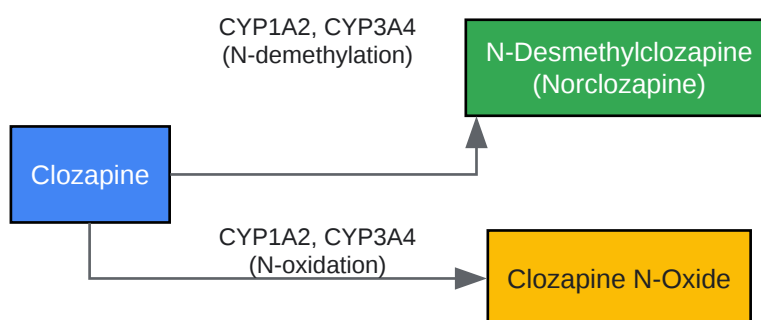 CYP1A2, CYP3A4
(N-demethylation)
N-Desmethylclozapine
(Norclozapine)
Clozapine
CYP1A2, CYP3A4
(N-oxidation)
Clozapine N-Oxide